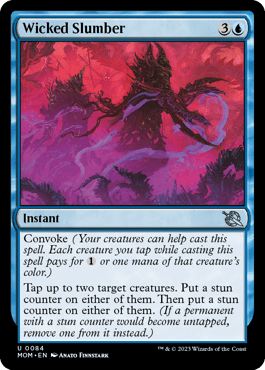 Wicked Slumber 3
Instant
Convoke (Your creatures can help cast this
spell. Each creature you tap while casting this
spell pays for 1 or one mana of that creature's
color.)
Tap up to two target creatures. Put a stun
counter on either of them. Then put a stun
counter on either of them. (If a permanent
with a stun counter would become untapped,
remove one from it instead.)
U 0084
MOM • EN ANATO FINNSTARK
™ & © 2023 Wizards of the Coast